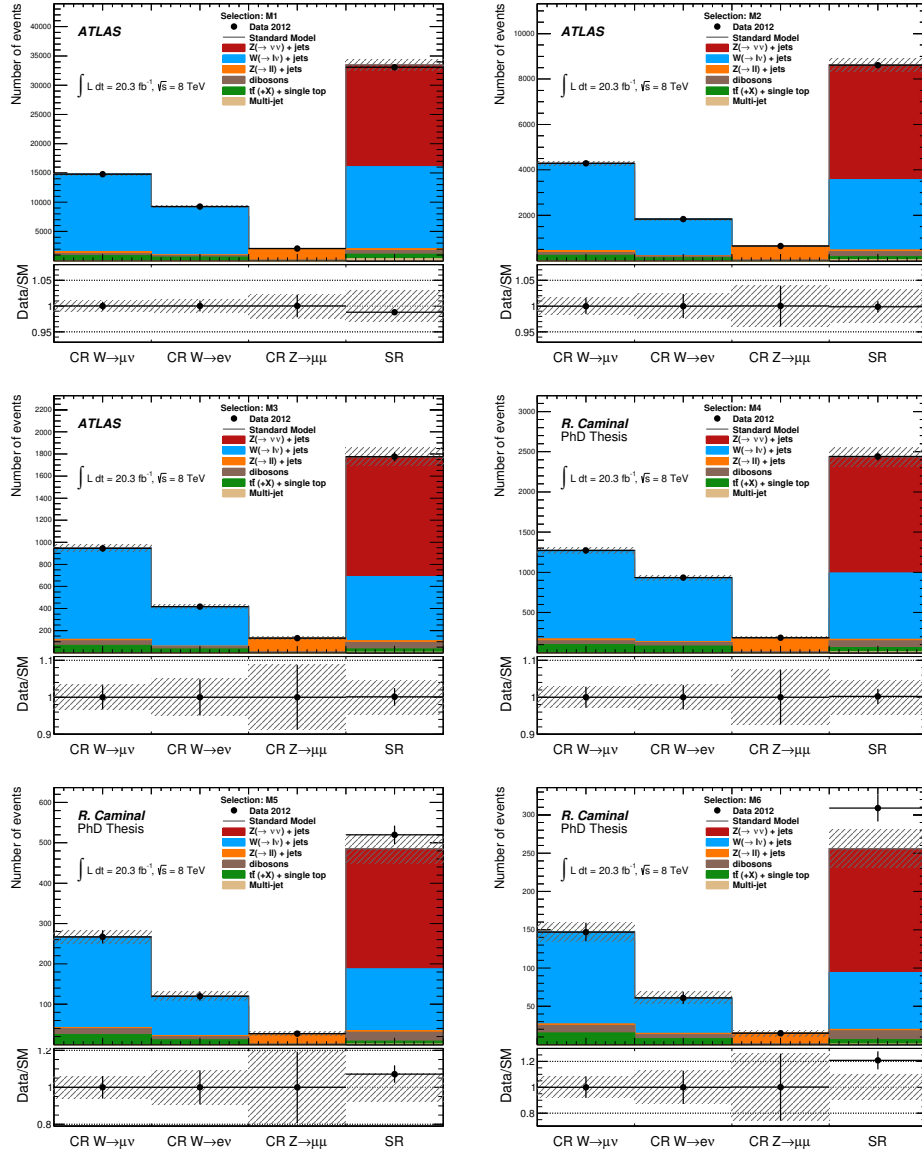 Number of events
ATLAS
∫ L dt = 20.3 fb⁻¹, √s = 8 TeV
Selection: M1
Data 2012
Standard Model
Z(→ νν) + jets
W(→ lν) + jets
Z(→ ll) + jets
dibosons
tt̄ (+X) + single top
Multi-jet
40000
35000
30000
25000
20000
15000
10000
5000
Data/SM
1.05
1
0.95
CR W→μν CR W→eν CR Z→μμ SR
Number of events
ATLAS
∫ L dt = 20.3 fb⁻¹, √s = 8 TeV
Selection: M2
Data 2012
Standard Model
Z(→ νν) + jets
W(→ lν) + jets
Z(→ ll) + jets
dibosons
tt̄ (+X) + single top
Multi-jet
10000
8000
6000
4000
2000
Data/SM
1.05
1
0.95
CR W→μν CR W→eν CR Z→μμ SR
Number of events
ATLAS
∫ L dt = 20.3 fb⁻¹, √s = 8 TeV
Selection: M3
Data 2012
Standard Model
Z(→ νν) + jets
W(→ lν) + jets
Z(→ ll) + jets
dibosons
tt̄ (+X) + single top
Multi-jet
2200
2000
1800
1600
1400
1200
1000
800
600
400
200
Data/SM
1.1
1
0.9
CR W→μν CR W→eν CR Z→μμ SR
Number of events
R. Caminal
PhD Thesis
∫ L dt = 20.3 fb⁻¹, √s = 8 TeV
Selection: M4
Data 2012
Standard Model
Z(→ νν) + jets
W(→ lν) + jets
Z(→ ll) + jets
dibosons
tt̄ (+X) + single top
Multi-jet
3000
2500
2000
1500
1000
500
Data/SM
1.1
1
0.9
CR W→μν CR W→eν CR Z→μμ SR
Number of events
R. Caminal
PhD Thesis
∫ L dt = 20.3 fb⁻¹, √s = 8 TeV
Selection: M5
Data 2012
Standard Model
Z(→ νν) + jets
W(→ lν) + jets
Z(→ ll) + jets
dibosons
tt̄ (+X) + single top
Multi-jet
600
500
400
300
200
100
Data/SM
1.2
1
0.8
CR W→μν CR W→eν CR Z→μμ SR
Number of events
R. Caminal
PhD Thesis
∫ L dt = 20.3 fb⁻¹, √s = 8 TeV
Selection: M6
Data 2012
Standard Model
Z(→ νν) + jets
W(→ lν) + jets
Z(→ ll) + jets
dibosons
tt̄ (+X) + single top
Multi-jet
300
250
200
150
100
50
Data/SM
1.2
1
0.8
CR W→μν CR W→eν CR Z→μμ SR